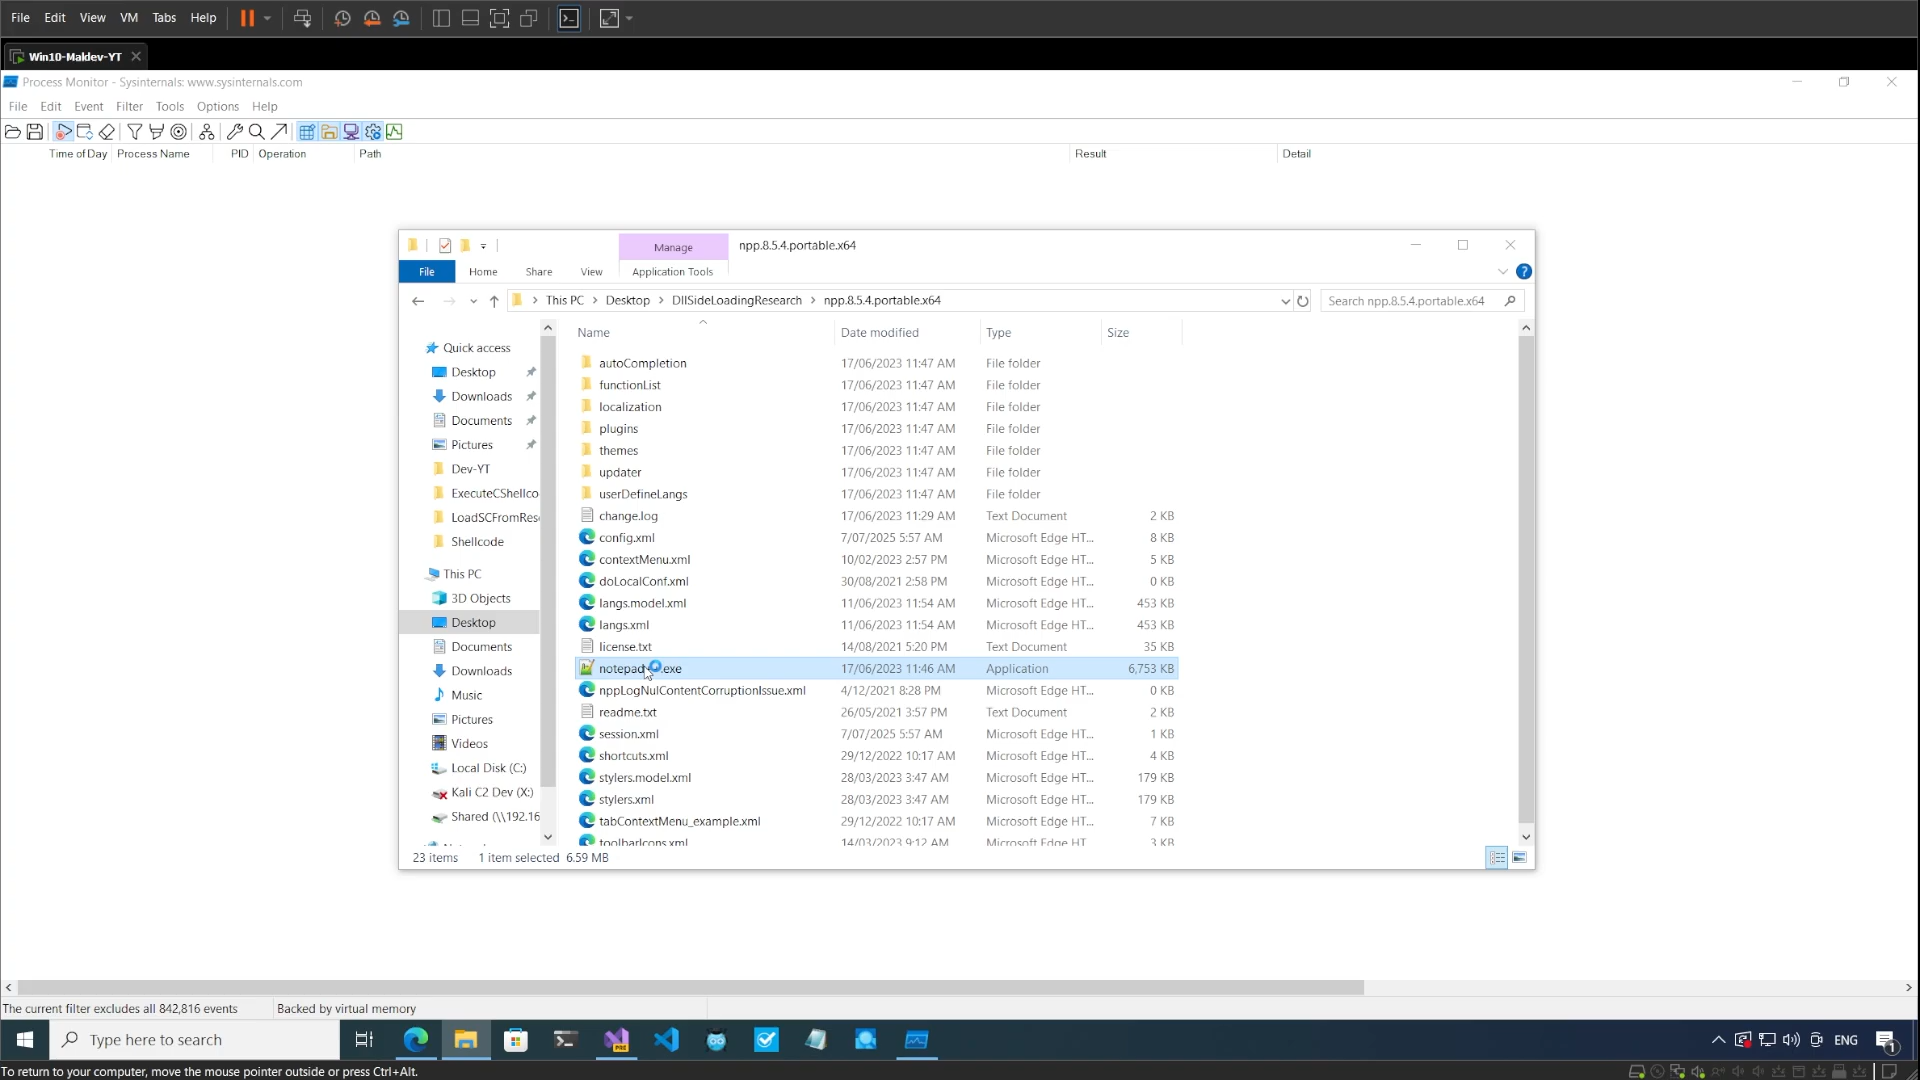 File Edit View VM Tabs Help
Win10-Maldev-YT
Process Monitor - Sysinternals: www.sysinternals.com
File Edit Event Filter Tools Options Help
Time of Day Process Name PID Operation Path Result Detail
Manage npp.8.5.4.portable.x64
File Home Share View Application Tools
This PC Desktop DllSideLoadingResearch npp.8.5.4.portable.x64 Search npp.8.5.4.portable.x64
Name Date modified Type Size
Quick access
Desktop
Downloads
Documents
Pictures
Dev-YT
ExecuteCShellco
LoadSCFromRes
Shellcode
This PC
3D Objects
Desktop
Documents
Downloads
Music
Pictures
Videos
Local Disk (C:)
Kali C2 Dev (X:)
Shared (\\192.16
autoCompletion 17/06/2023 11:47 AM File folder
functionList 17/06/2023 11:47 AM File folder
localization 17/06/2023 11:47 AM File folder
plugins 17/06/2023 11:47 AM File folder
themes 17/06/2023 11:47 AM File folder
updater 17/06/2023 11:47 AM File folder
userDefineLangs 17/06/2023 11:47 AM File folder
change.log 17/06/2023 11:29 AM Text Document 2 KB
config.xml 7/07/2025 5:57 AM Microsoft Edge HT... 8 KB
contextMenu.xml 10/02/2023 2:57 PM Microsoft Edge HT... 5 KB
doLocalConf.xml 30/08/2021 2:58 PM Microsoft Edge HT... 0 KB
langs.model.xml 11/06/2023 11:54 AM Microsoft Edge HT... 453 KB
langs.xml 11/06/2023 11:54 AM Microsoft Edge HT... 453 KB
license.txt 14/08/2021 5:20 PM Text Document 35 KB
notepad .exe 17/06/2023 11:46 AM Application 6,753 KB
nppLogNulContentCorruptionIssue.xml 4/12/2021 8:28 PM Microsoft Edge HT... 0 KB
readme.txt 26/05/2021 3:57 PM Text Document 2 KB
session.xml 7/07/2025 5:57 AM Microsoft Edge HT... 1 KB
shortcuts.xml 29/12/2022 10:17 AM Microsoft Edge HT... 4 KB
stylers.model.xml 28/03/2023 3:47 AM Microsoft Edge HT... 179 KB
stylers.xml 28/03/2023 3:47 AM Microsoft Edge HT... 179 KB
tabContextMenu_example.xml 29/12/2022 10:17 AM Microsoft Edge HT... 7 KB
toolbarIcons.xml 14/03/2023 9:12 AM Microsoft Edge HT 3 KB
23 items 1 item selected 6.59 MB
The current filter excludes all 842,816 events Backed by virtual memory
Type here to search
ENG
1
To return to your computer, move the mouse pointer outside or press Ctrl+Alt.